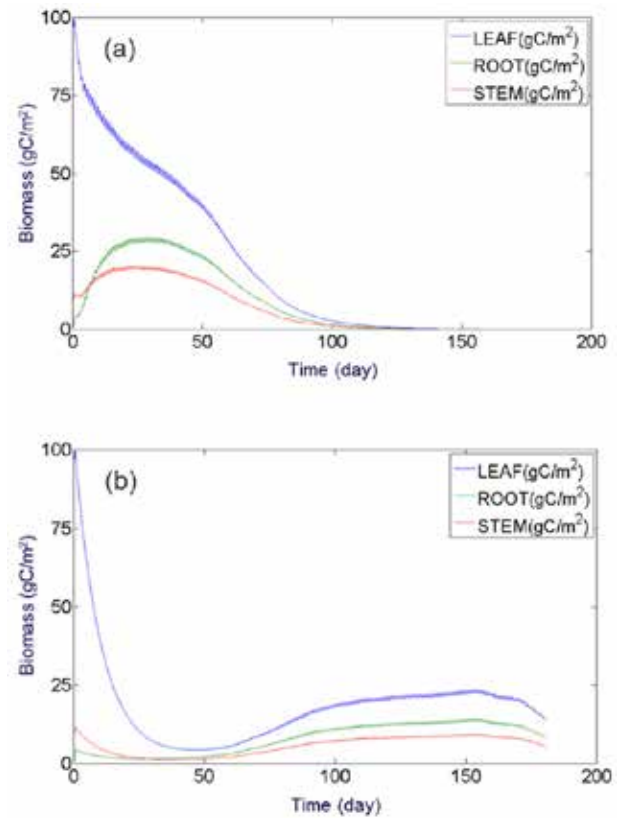 100
75
50
25
0
Biomass (gC/m²)
(a)
LEAF(gC/m²)
ROOT(gC/m²)
STEM(gC/m²)
0 50 100 150 200
Time (day)
100
75
50
25
0
Biomass (gC/m²)
(b)
LEAF(gC/m²)
ROOT(gC/m²)
STEM(gC/m²)
0 50 100 150 200
Time (day)